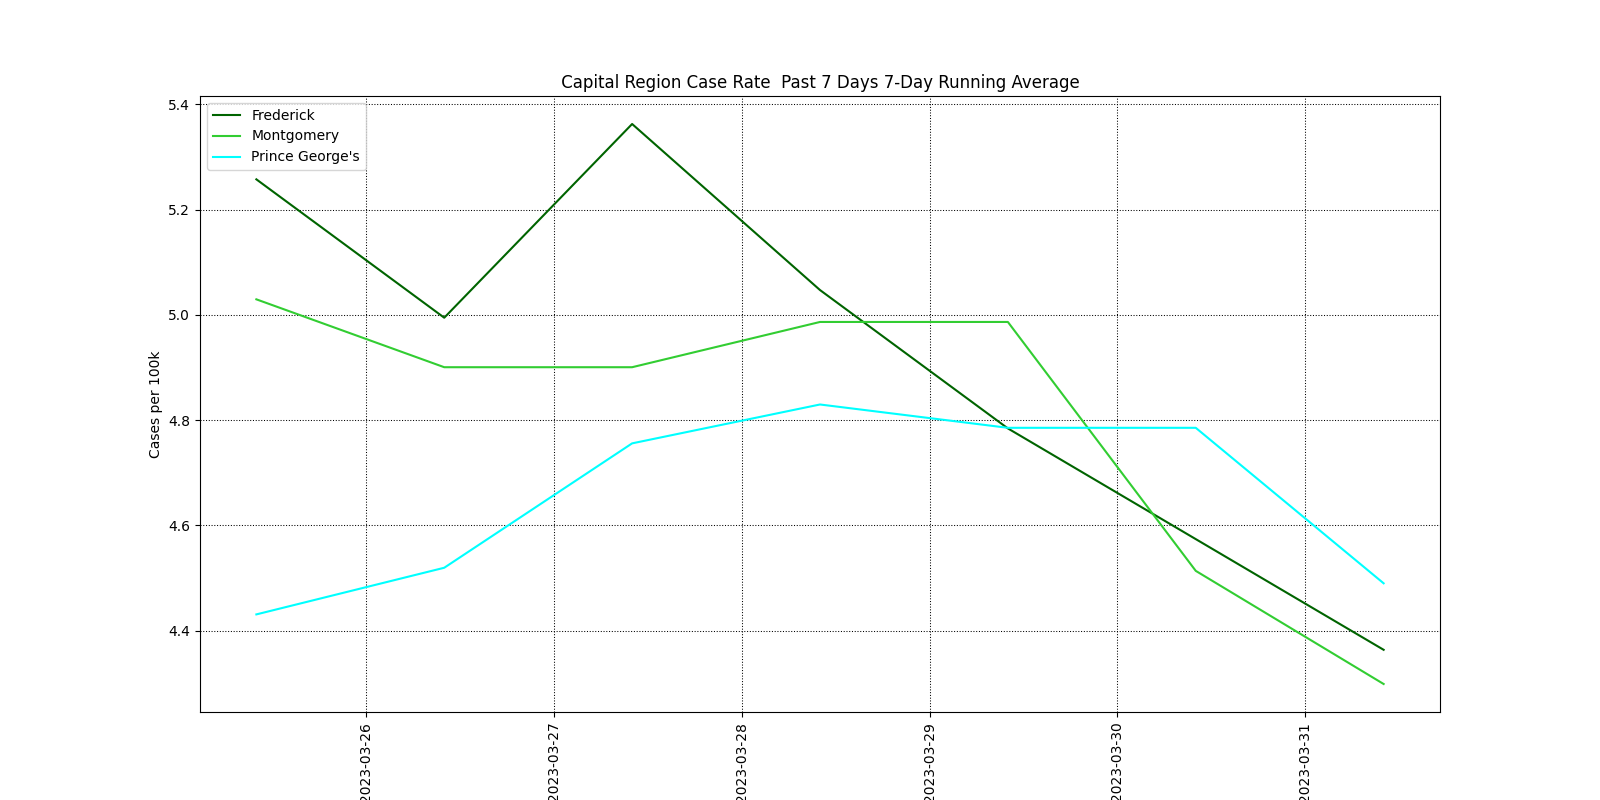 Capital Region Case Rate  Past 7 Days 7-Day Running Average
Frederick
Montgomery
Prince George's
Cases per 100k
5.4
5.2
5.0
4.8
4.6
4.4
2023-03-26
2023-03-27
2023-03-28
2023-03-29
2023-03-30
2023-03-31